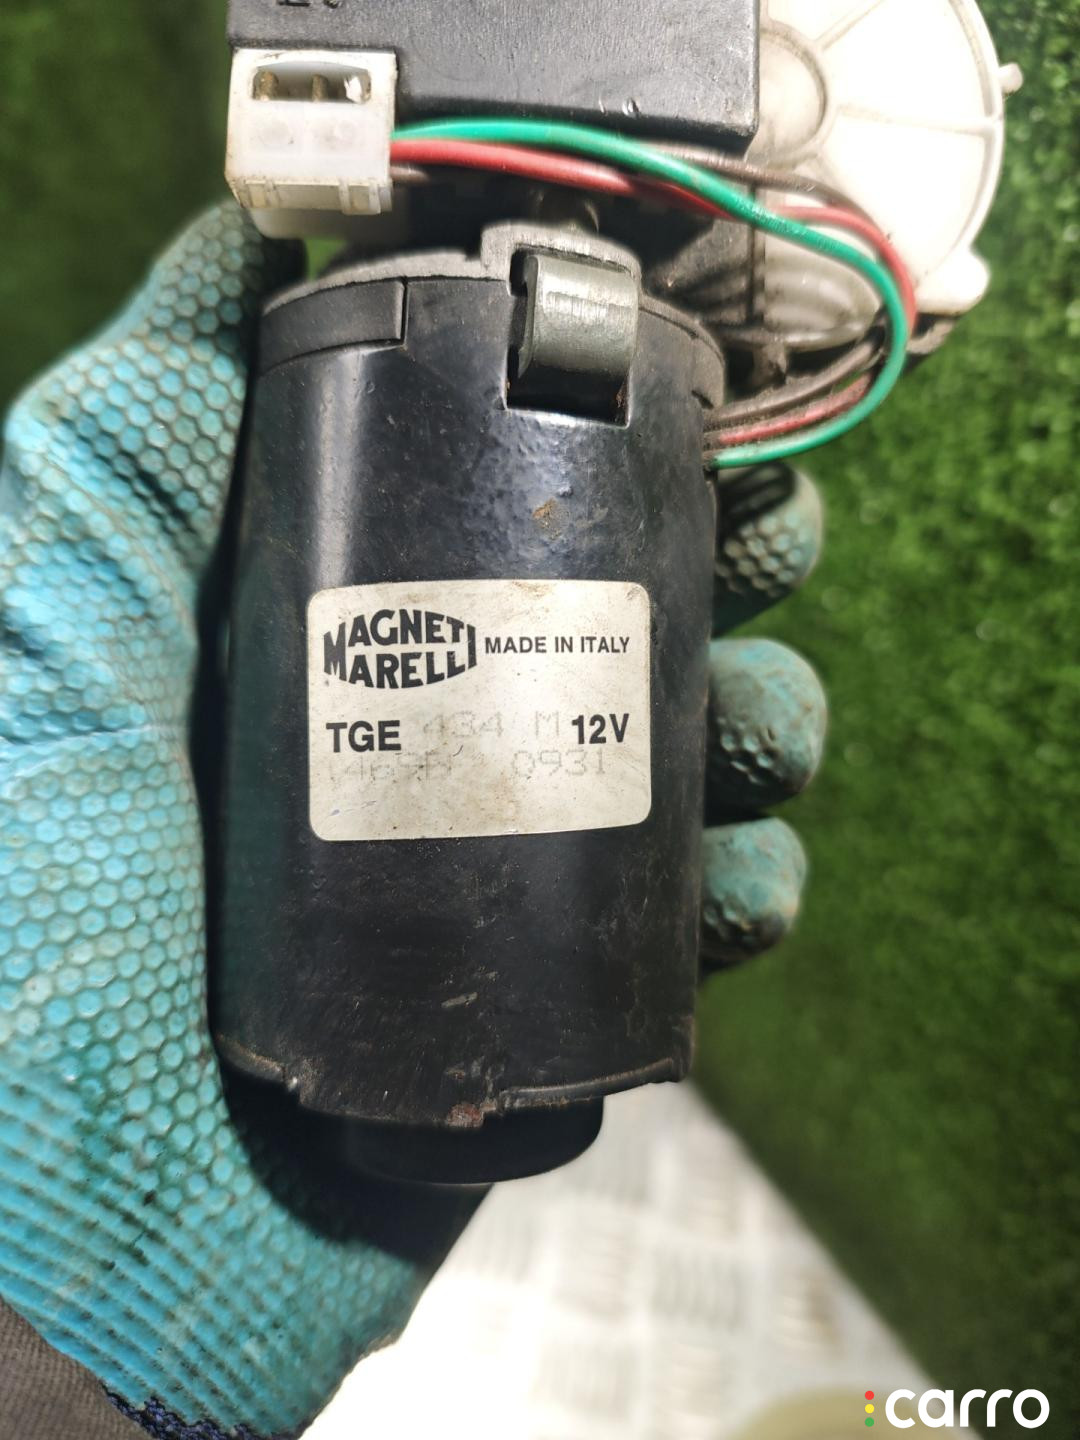 MAGNETI
MARELLI
MADE IN ITALY
TGE 434 M 12V
0931
carro